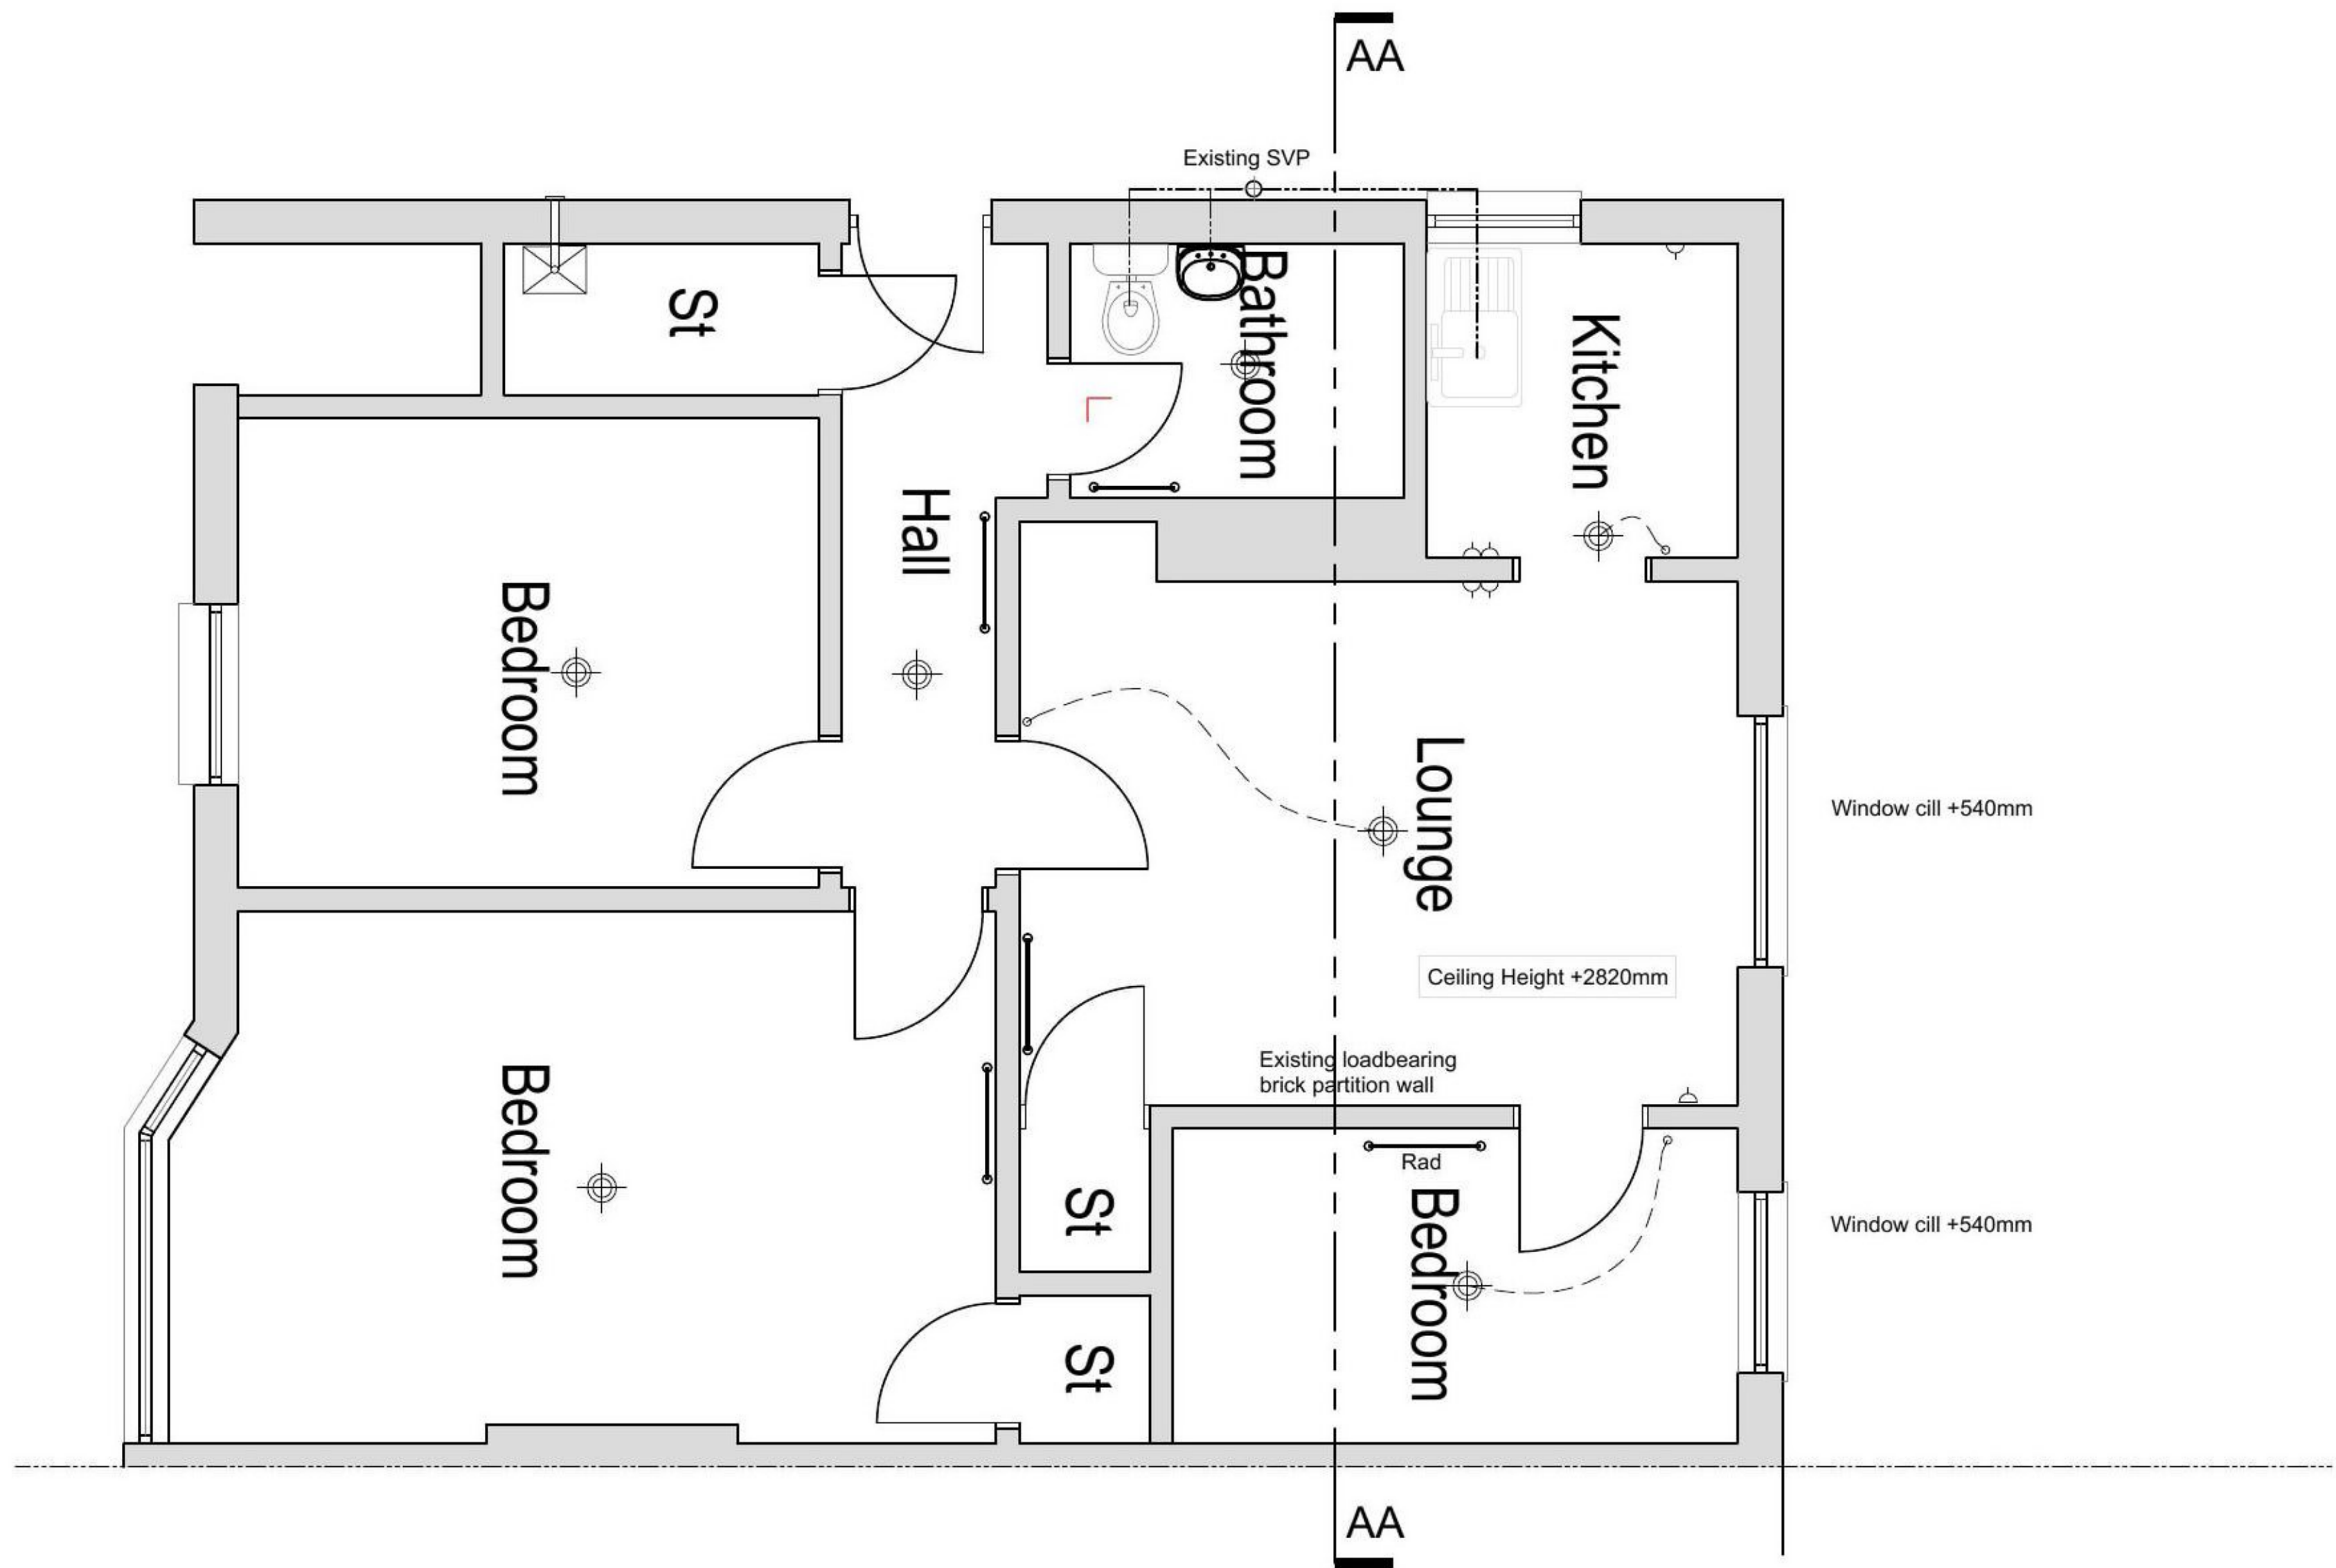 AA
Existing SVP
St
Bathroom
Kitchen
Hall
Bedroom
Lounge
Window cill +540mm
Ceiling Height +2820mm
Existing loadbearing
brick partition wall
Bedroom
Rad
St
Bedroom
Window cill +540mm
St
AA